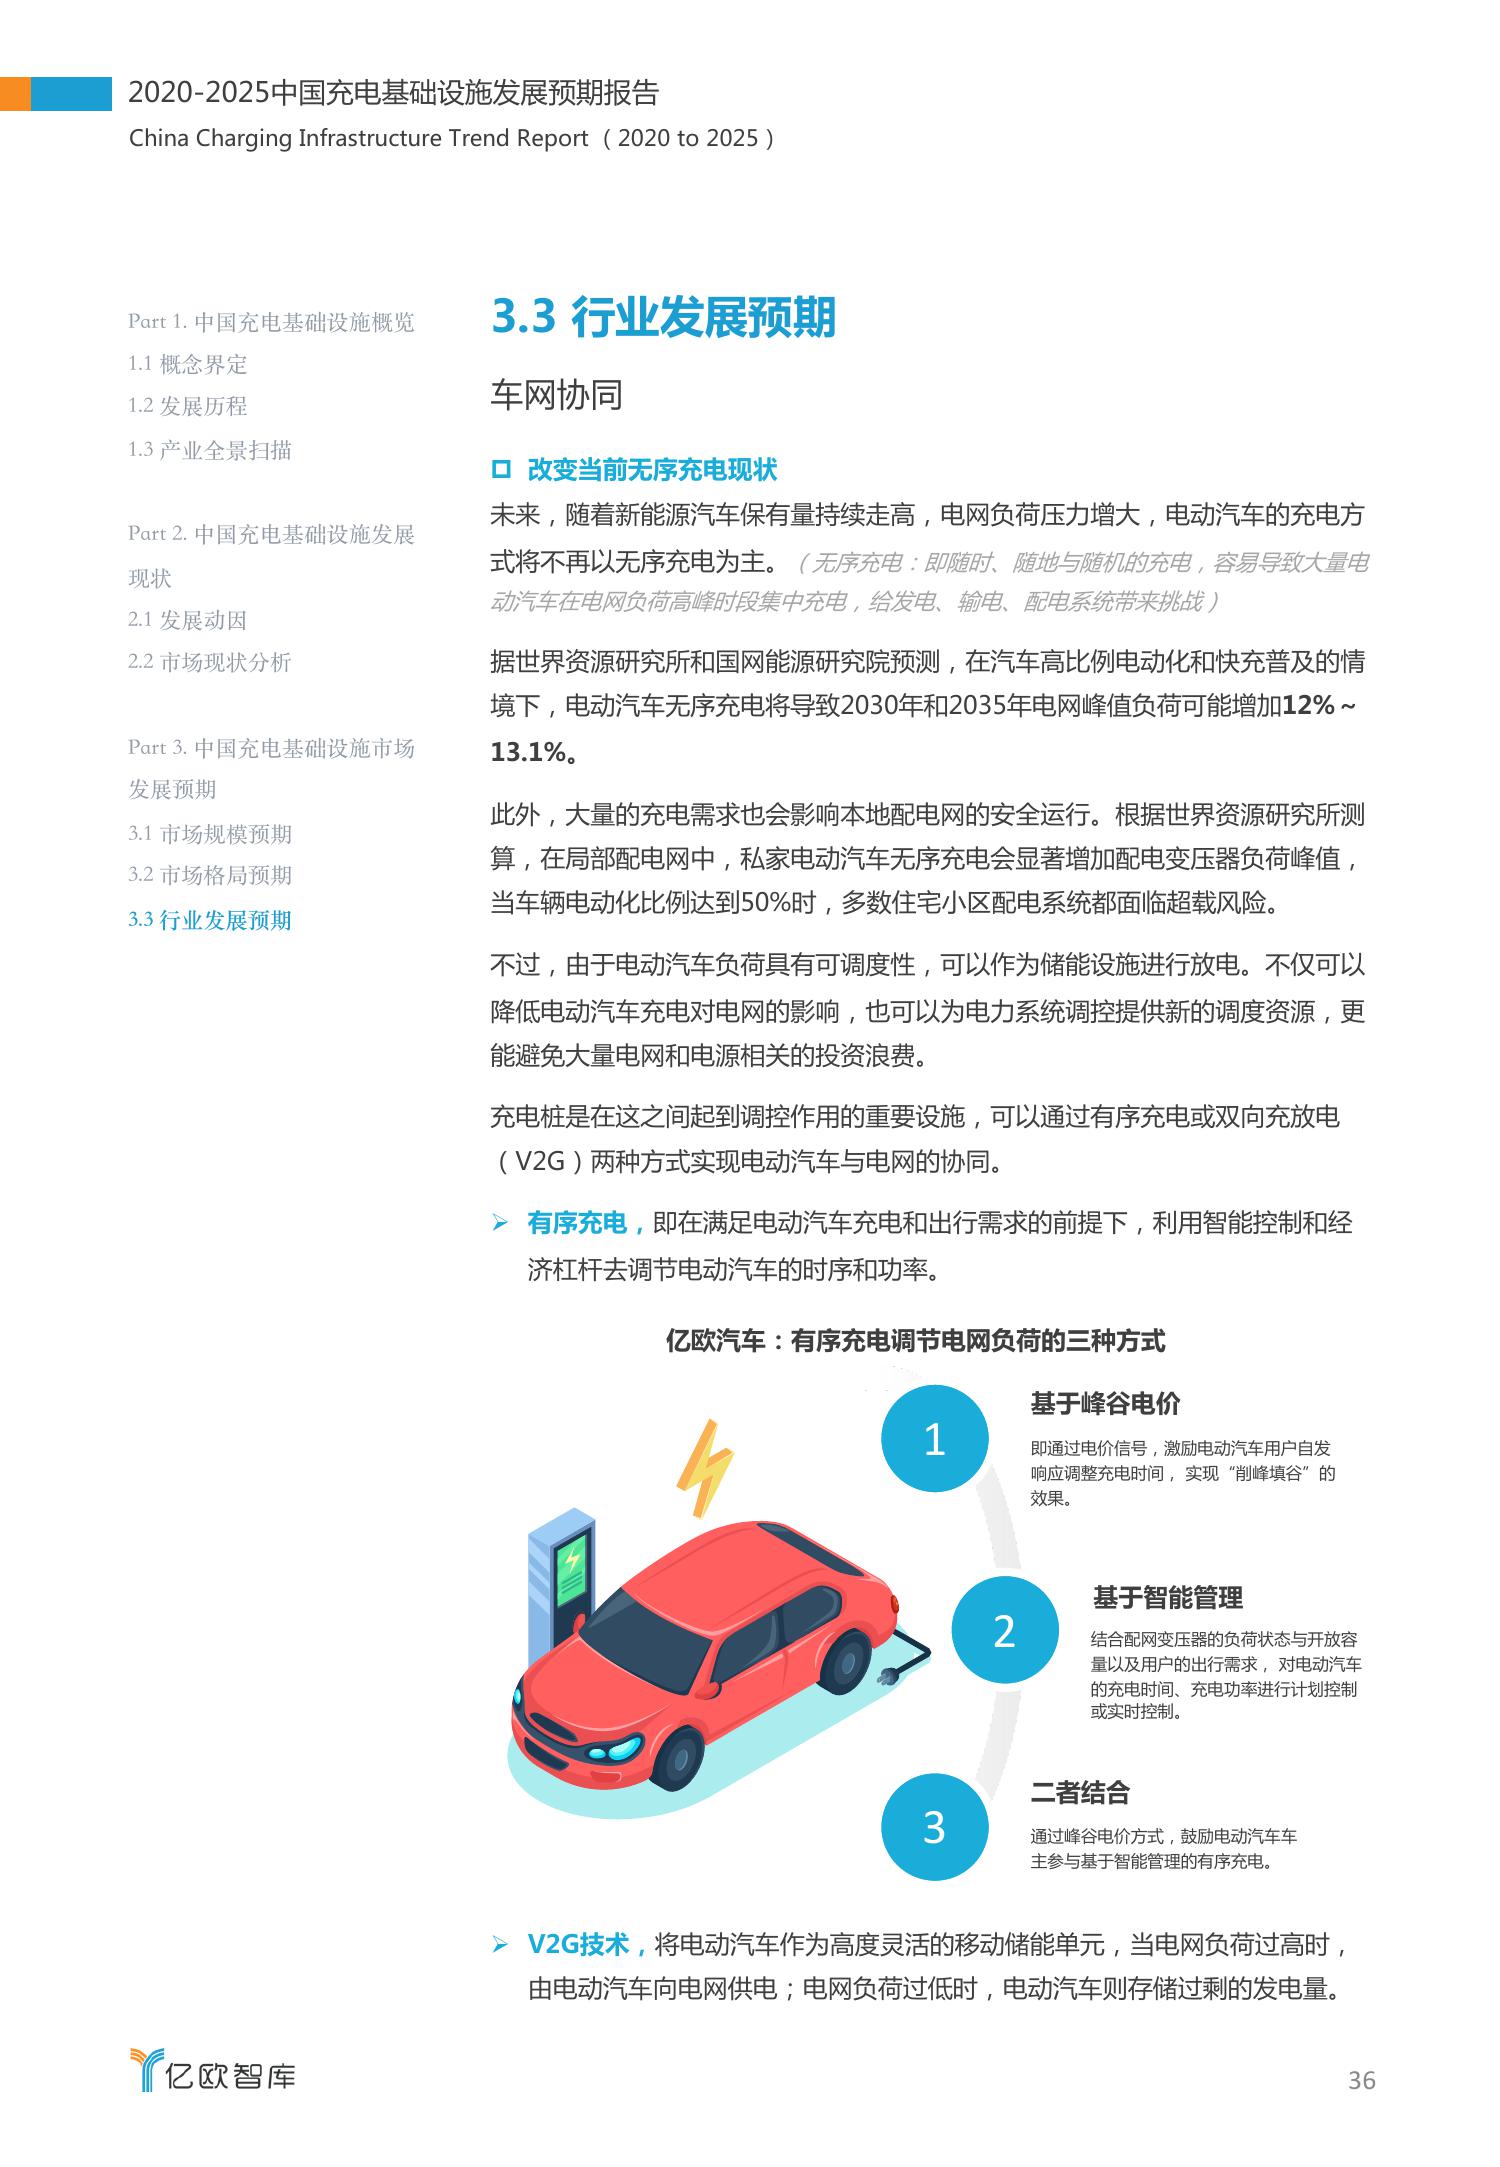 2020-2025中国充电基础设施发展预期报告
China Charging Infrastructure Trend Report（2020 to 2025）
Part 1. 中国充电基础设施概览
1.1 概念界定
1.2 发展历程
1.3 产业全景扫描
Part 2. 中国充电基础设施发展
现状
2.1 发展动因
2.2 市场现状分析
Part 3. 中国充电基础设施市场
发展预期
3.1 市场规模预期
3.2 市场格局预期
3.3 行业发展预期
3.3 行业发展预期
车网协同
改变当前无序充电现状
未来，随着新能源汽车保有量持续走高，电网负荷压力增大，电动汽车的充电方
式将不再以无序充电为主。（无序充电：即随时、随地与随机的充电，容易导致大量电
动汽车在电网负荷高峰时段集中充电，给发电、输电、配电系统带来挑战）
据世界资源研究所和国网能源研究院预测，在汽车高比例电动化和快充普及的情
境下，电动汽车无序充电将导致2030年和2035年电网峰值负荷可能增加12%～
13.1%。
此外，大量的充电需求也会影响本地配电网的安全运行。根据世界资源研究所测
算，在局部配电网中，私家电动汽车无序充电会显著增加配电变压器负荷峰值，
当车辆电动化比例达到50%时，多数住宅小区配电系统都面临超载风险。
不过，由于电动汽车负荷具有可调度性，可以作为储能设施进行放电。不仅可以
降低电动汽车充电对电网的影响，也可以为电力系统调控提供新的调度资源，更
能避免大量电网和电源相关的投资浪费。
充电桩是在这之间起到调控作用的重要设施，可以通过有序充电或双向充放电
（V2G）两种方式实现电动汽车与电网的协同。
有序充电，即在满足电动汽车充电和出行需求的前提下，利用智能控制和经
济杠杆去调节电动汽车的时序和功率。
亿欧汽车：有序充电调节电网负荷的三种方式
1
基于峰谷电价
即通过电价信号，激励电动汽车用户自发
响应调整充电时间， 实现“削峰填谷”的
效果。
2
基于智能管理
结合配网变压器的负荷状态与开放容
量以及用户的出行需求， 对电动汽车
的充电时间、充电功率进行计划控制
或实时控制。
3
二者结合
通过峰谷电价方式，鼓励电动汽车车
主参与基于智能管理的有序充电。
V2G技术，将电动汽车作为高度灵活的移动储能单元，当电网负荷过高时，
由电动汽车向电网供电；电网负荷过低时，电动汽车则存储过剩的发电量。
亿欧智库
36